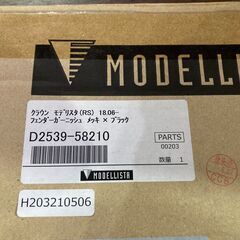 MODELLISTA
クラウン モデリスタ(RS) 18.06-
フェンダーガーニッシュ メッキ × ブラック
D2539-58210
PARTS
00203
数量 1
MODELLISTA
H203210506